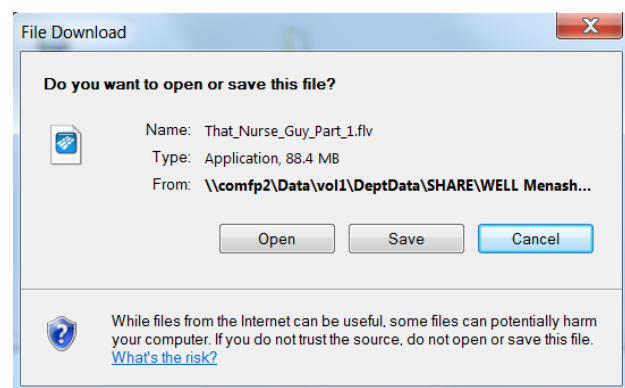 File Download
Do you want to open or save this file?
Name: That_Nurse_Guy_Part_1.flv
Type: Application, 88.4 MB
From: \\comfp2\Data\vol1\DeptData\SHARE\WELL Menash...
Open Save Cancel
While files from the Internet can be useful, some files can potentially harm
your computer. If you do not trust the source, do not open or save this file.
What's the risk?